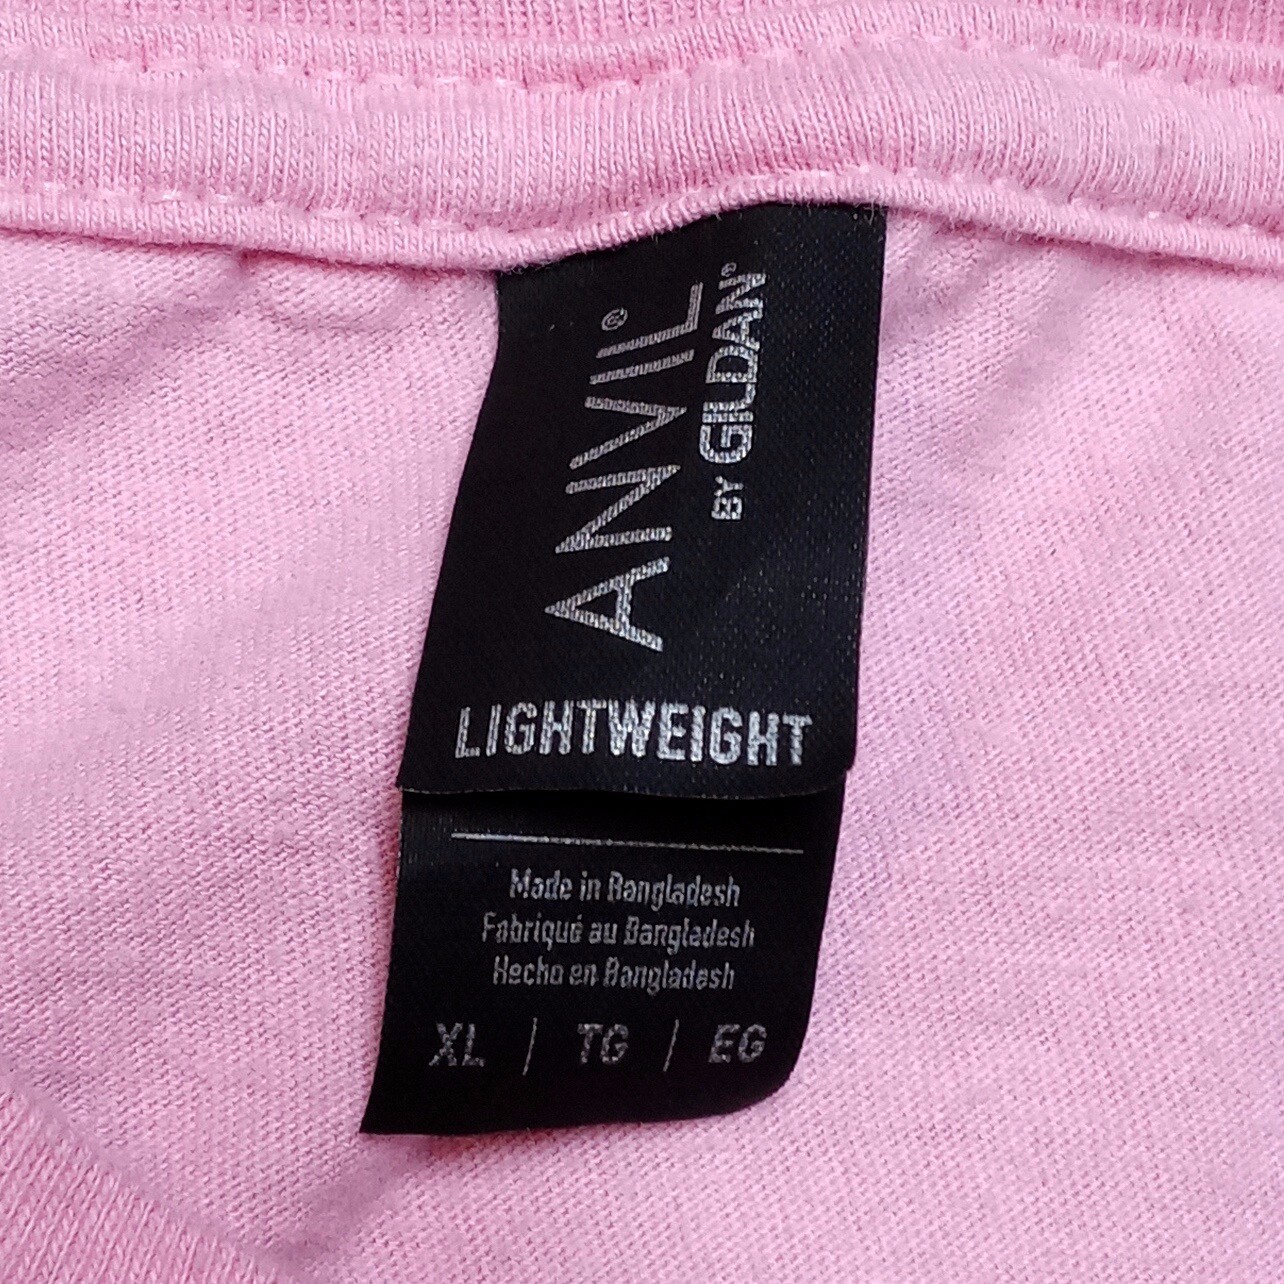 ANVIL®
BY GILDAN®
LIGHTWEIGHT
Made in Bangladesh
Fabriqué au Bangladesh
Hecho en Bangladesh
XL | TG | EG